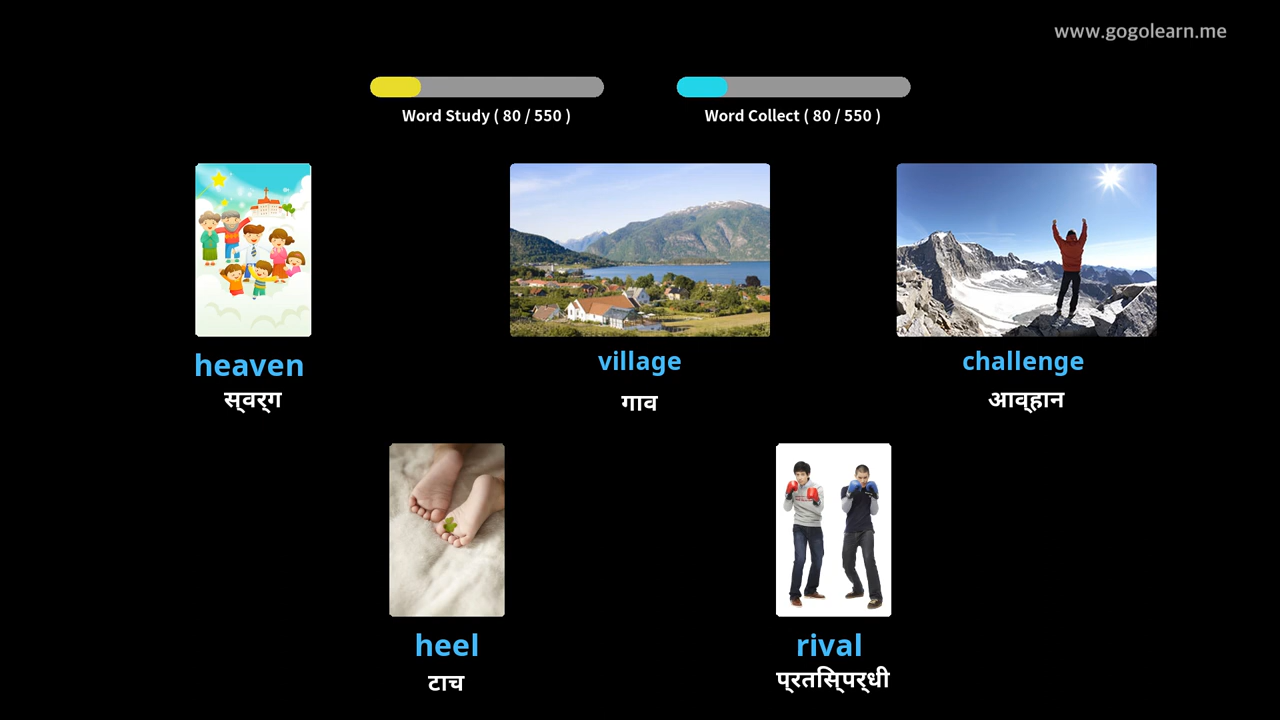 www.gogolearn.me
Word Study ( 80 / 550 )
Word Collect ( 80 / 550 )
heaven
स्‌वर्‌ग
village
गाव
challenge
आव्‌हान
heel
टाच
rival
प्‌रतिस्‌पर्‌धी